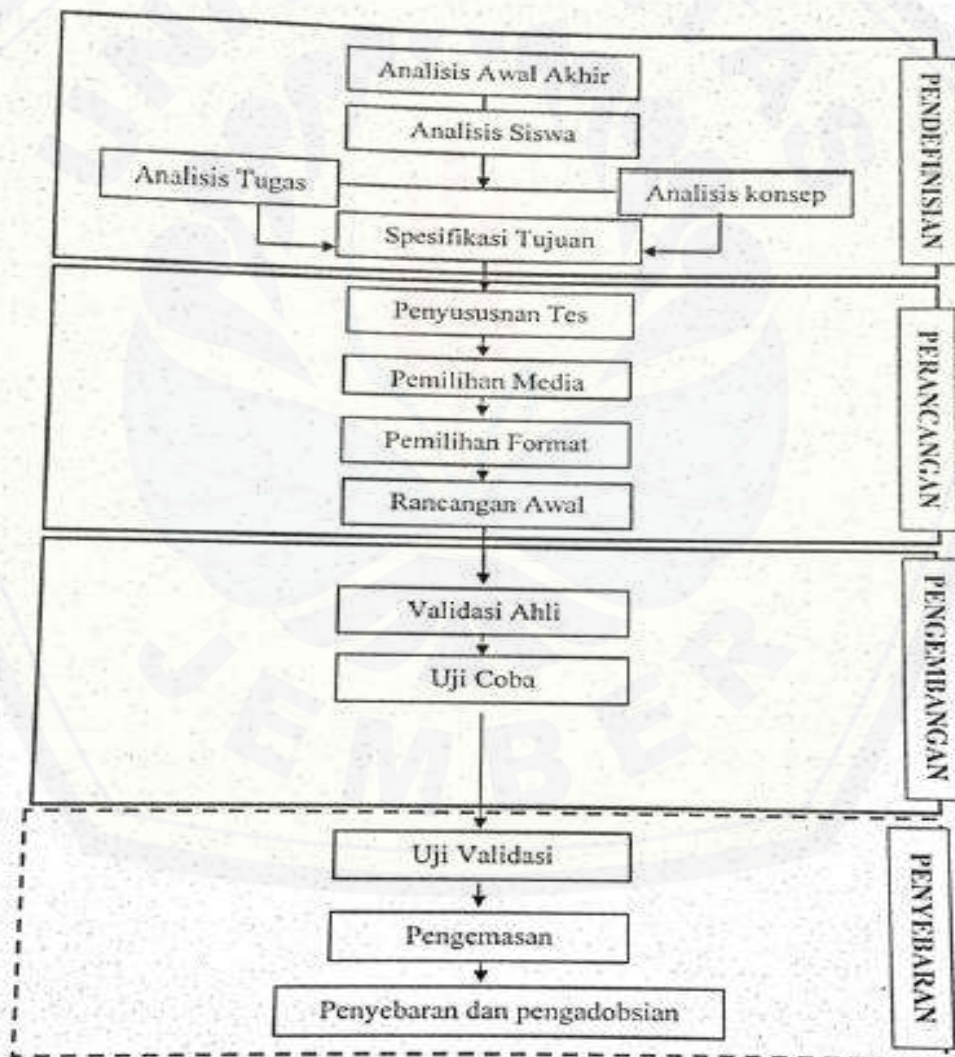 Analisis Awal Akhir
Analisis Siswa
Analisis Tugas
Analisis konsep
Spesifikasi Tujuan
PENDEFINISIAN
Penyususnan Tes
Pemilihan Media
Pemilihan Format
Rancangan Awal
PERANCANGAN
Validasi Ahli
Uji Coba
PENGEMBANGAN
Uji Validasi
Pengemasan
Penyebaran dan pengadobsian
PENYEBARAN
JEMBER